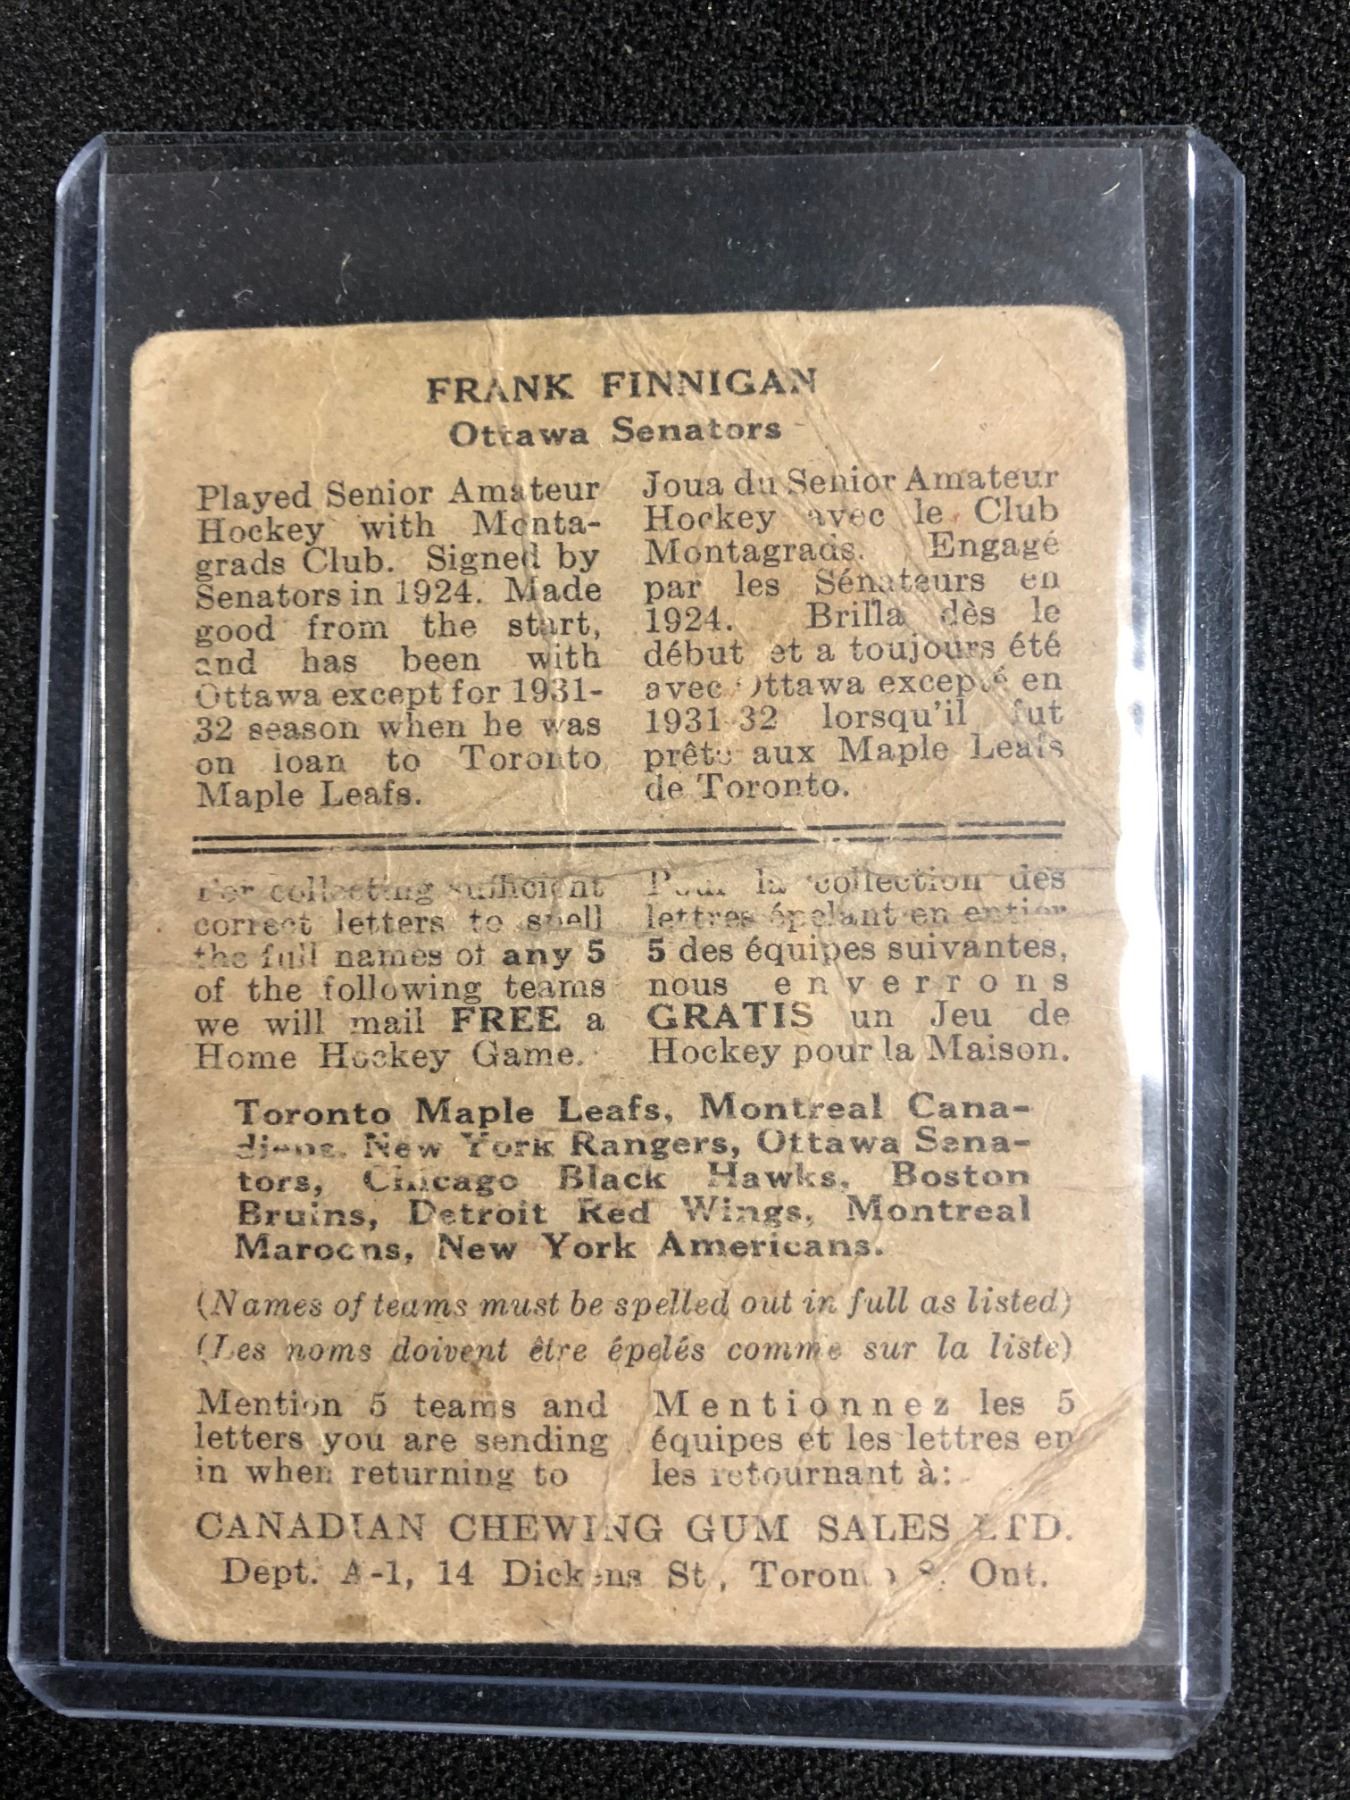 FRANK FINNIGAN
Ottawa Senators
Played Senior Amateur
Hockey with Monta-
grads Club. Signed by
Senators in 1924. Made
good from the start,
and has been with
Ottawa except for 1931-
32 season when he was
on loan to Toronto
Maple Leafs.
Joua du Senior Amateur
Hockey avec le Club
Montagrads. Engagé
par les Sénateurs en
1924. Brilla dès le
début et a toujours été
avec Ottawa excepté en
1931-32 lorsqu'il fut
prêté aux Maple Leafs
de Toronto.
For collecting sufficient
correct letters to spell
the full names of any 5
of the following teams
we will mail FREE a
Home Hockey Game.
Pour la collection des
lettres épelant en entier
5 des équipes suivantes,
nous enverrons
GRATIS un Jeu de
Hockey pour la Maison.
Toronto Maple Leafs, Montreal Cana-
diens, New York Rangers, Ottawa Sena-
tors, Chicago Black Hawks, Boston
Bruins, Detroit Red Wings, Montreal
Maroons, New York Americans.
(Names of teams must be spelled out in full as listed)
(Les noms doivent être épelés comme sur la liste)
Mention 5 teams and
letters you are sending
in when returning to
Mentionnez les 5
équipes et les lettres en
les retournant à:
CANADIAN CHEWING GUM SALES LTD.
Dept. A-1, 14 Dickens St., Toronto 8, Ont.